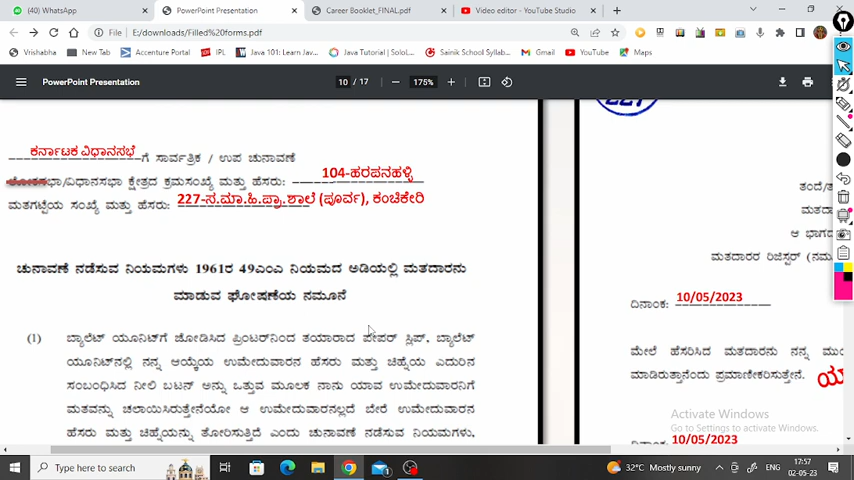 (40) WhatsApp
PowerPoint Presentation
Career Booklet_FINAL.pdf
Video editor - YouTube Studio
File | E:/downloads/Filled%20forms.pdf
Vrishabha
New Tab
Accenture Portal
IPL
Java 101: Learn Jav...
Java Tutorial | SoloL...
Sainik School Syllab...
Gmail
YouTube
Maps
PowerPoint Presentation
10 / 17
175%
227
ಕರ್ನಾಟಕ ವಿಧಾನಸಭೆ ಗೆ ಸಾರ್ವತ್ರಿಕ / ಉಪ ಚುನಾವಣೆ
ಲೋಕಸಭಾ/ವಿಧಾನಸಭಾ ಕ್ಷೇತ್ರದ ಕ್ರಮಸಂಖ್ಯೆ ಮತ್ತು ಹೆಸರು: 104-ಹರಪನಹಳ್ಳಿ
ಮತಗಟ್ಟೆಯ ಸಂಖ್ಯೆ ಮತ್ತು ಹೆಸರು: 227-ಸ.ಮಾ.ಹಿ.ಪ್ರಾ.ಶಾಲೆ (ಪೂರ್ವ), ಕಂಚಿಕೇರಿ
ಚುನಾವಣೆ ನಡೆಸುವ ನಿಯಮಗಳು 1961ರ 49ಎಂಎ ನಿಯಮದ ಅಡಿಯಲ್ಲಿ ಮತದಾರನು
ಮಾಡುವ ಘೋಷಣೆಯ ನಮೂನೆ
(1) ಬ್ಯಾಲೆಟ್ ಯೂನಿಟ್‌ಗೆ ಜೋಡಿಸಿದ ಪ್ರಿಂಟರ್‌ನಿಂದ ತಯಾರಾದ ಪೇಪರ್ ಸ್ಲಿಪ್, ಬ್ಯಾಲೆಟ್
ಯೂನಿಟ್‌ನಲ್ಲಿ ನನ್ನ ಆಯ್ಕೆಯ ಉಮೇದುವಾರನ ಹೆಸರು ಮತ್ತು ಚಿಹ್ನೆಯ ಎದುರಿನ
ಸಂಬಂಧಿಸಿದ ನೀಲಿ ಬಟನ್ ಅನ್ನು ಒತ್ತುವ ಮೂಲಕ ನಾನು ಯಾವ ಉಮೇದುವಾರನಿಗೆ
ಮತವನ್ನು ಚಲಾಯಿಸಿರುತ್ತೇನೆಯೋ ಆ ಉಮೇದುವಾರನಲ್ಲದೆ ಬೇರೆ ಉಮೇದುವಾರನ
ಹೆಸರು ಮತ್ತು ಚಿಹ್ನೆಯನ್ನು ತೋರಿಸುತ್ತಿದೆ ಎಂದು ಚುನಾವಣೆ ನಡೆಸುವ ನಿಯಮಗಳು,
ತಂದೆ/ತ
ಮತದಾ
ಆ ಭಾಗದ
ಮತದಾರರ ರಿಜಿಸ್ಟರ್ (ನಮೂ
ದಿನಾಂಕ: 10/05/2023
ಮೇಲೆ ಹೆಸರಿಸಿದ ಮತದಾರನು ನನ್ನ ಮುಂ
ಮಾಡಿರುತ್ತಾನೆಂದು ಪ್ರಮಾಣೀಕರಿಸುತ್ತೇನೆ.
ಯ
Activate Windows
Go to Settings to activate Windows.
ದಿನಾಂಕ: 10/05/2023
Type here to search
32°C Mostly sunny
ENG
17:57
02-05-23